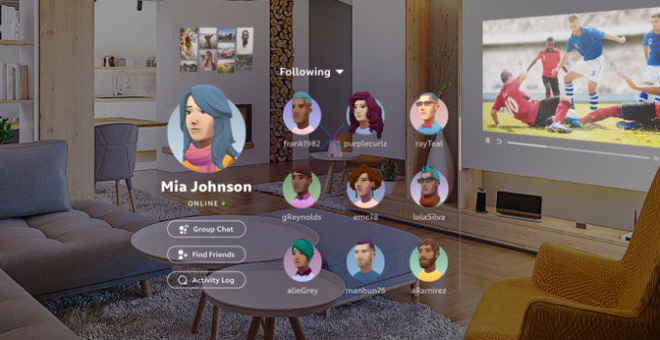 Following
frank1982
purplecurlz
rayTeal
Mia Johnson
ONLINE
gReynolds
emc78
lolaSilva
Group Chat
Find Friends
Activity Log
alieGrey
manbun75
aRamirez